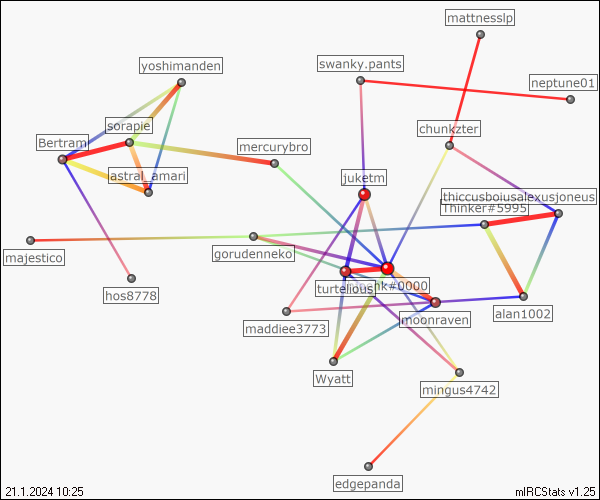 mattnesslp
swanky.pants
yoshimanden
neptune01
sorapie
chunkzter
Bertram
mercurybro
astral_amari
juketm
thiccusboiusalexusjoneus
Thinker#5995
majestico
gorudenneko
hos8778
turtelious
hk#0000
alan1002
maddiee3773
moonraven
Wyatt
mingus4742
edgepanda
21.1.2024 10:25
mIRCStats v1.25